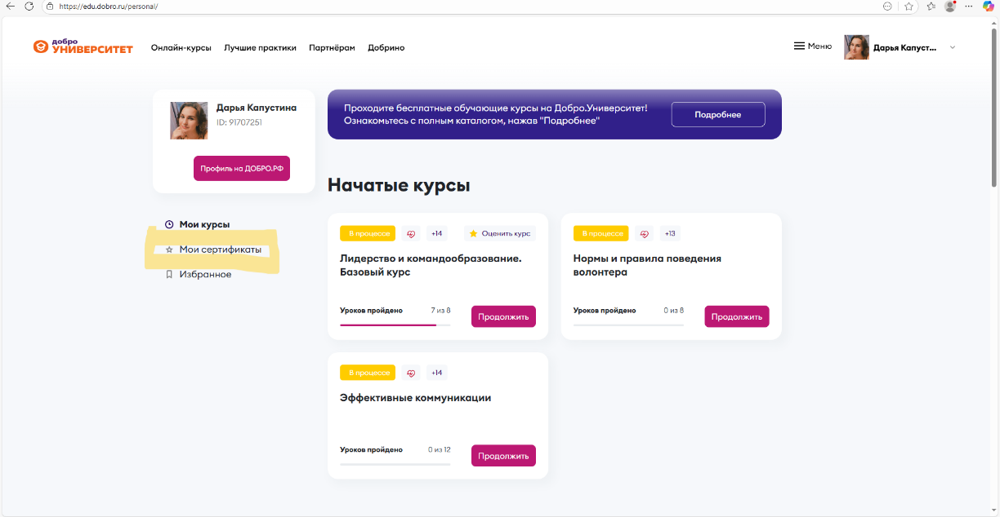 https://edu.dobro.ru/personal/
добро
УНИВЕРСИТЕТ
Онлайн-курсы Лучшие практики Партнёрам Добрино
Меню
Дарья Капуст...
Дарья Капустина
ID: 91707251
Профиль на ДОБРО.РФ
Проходите бесплатные обучающие курсы на Добро.Университет!
Ознакомьтесь с полным каталогом, нажав "Подробнее"
Подробнее
Мои курсы
Мои сертификаты
Избранное
Начатые курсы
В процессе +14 Оценить курс
Лидерство и командообразование.
Базовый курс
Уроков пройдено 7 из 8
Продолжить
В процессе +13
Нормы и правила поведения
волонтера
Уроков пройдено 0 из 8
Продолжить
В процессе +14
Эффективные коммуникации
Уроков пройдено 0 из 12
Продолжить